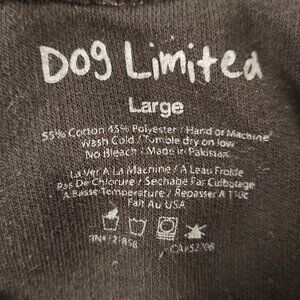 Dog Limited
Large
55% Cotton 45% Polyester / Hand or Machine
Wash Cold / Tumble dry on low
No Bleach / Made in Pakistan
La Ver A La Machine / A Leau Froide
Pas De Chlorure / Sechage Par Culbutage
A Basse Temperature / Repasser A 110c
Fait Au USA